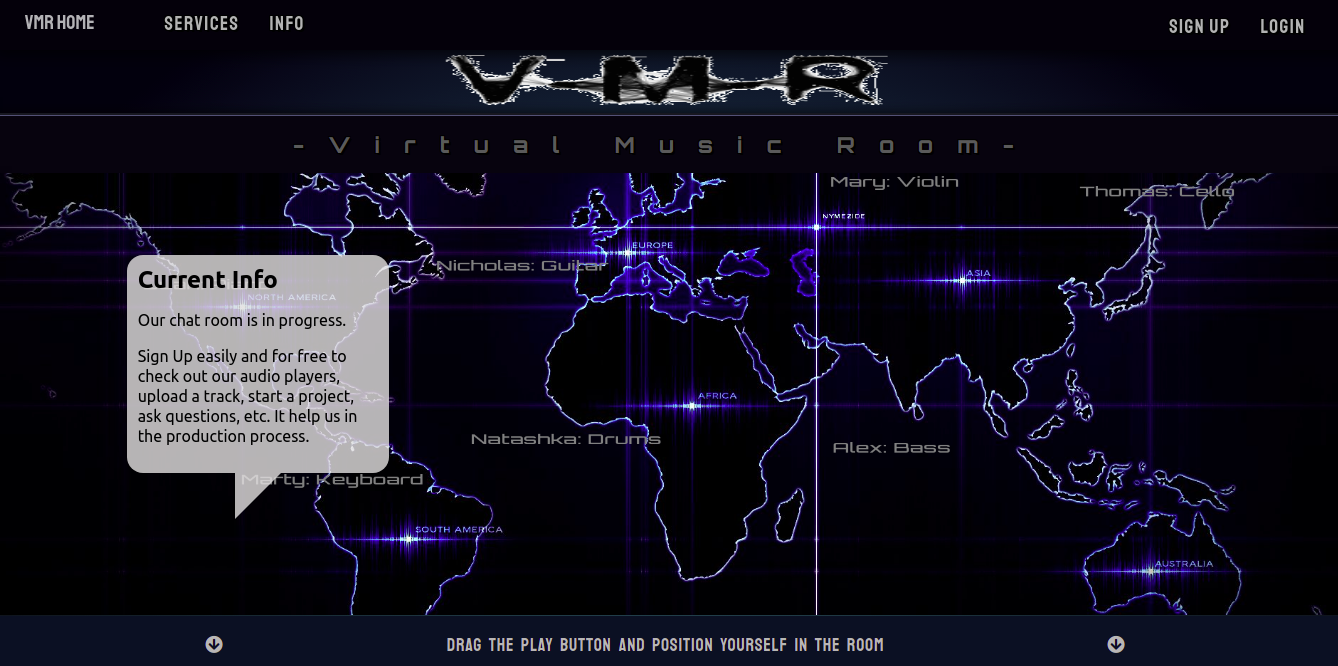 VMR HOME SERVICES INFO SIGN UP LOGIN
V-M-R
- Virtual Music Room -
Mary: Violin
Thomas: Cello
NYMEZIDE
EUROPE
Nicholas: Guitar
ASIA
Current Info
NORTH AMERICA
Our chat room is in progress.
Sign Up easily and for free to
check out our audio players,
upload a track, start a project,
ask questions, etc. It help us in
the production process.
AFRICA
Natashka: Drums
Alex: Bass
Marty: Keyboard
SOUTH AMERICA
AUSTRALIA
DRAG THE PLAY BUTTON AND POSITION YOURSELF IN THE ROOM